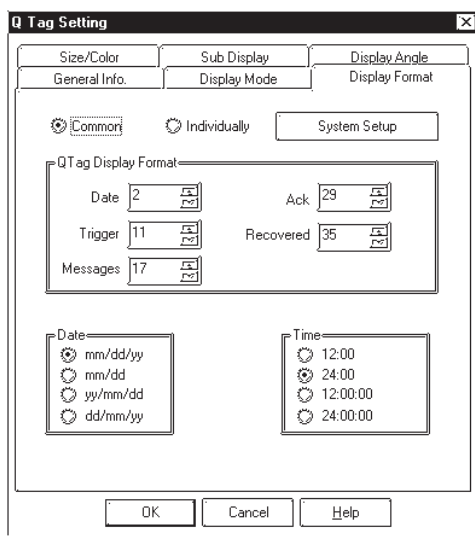 Q Tag Setting
Size/Color Sub Display Display Angle
General Info. Display Mode Display Format
Common Individually System Setup
QTag Display Format
Date 2 Ack 29
Trigger 11 Recovered 35
Messages 17
Date
mm/dd/yy
mm/dd
yy/mm/dd
dd/mm/yy
Time
12:00
24:00
12:00:00
24:00:00
OK Cancel Help